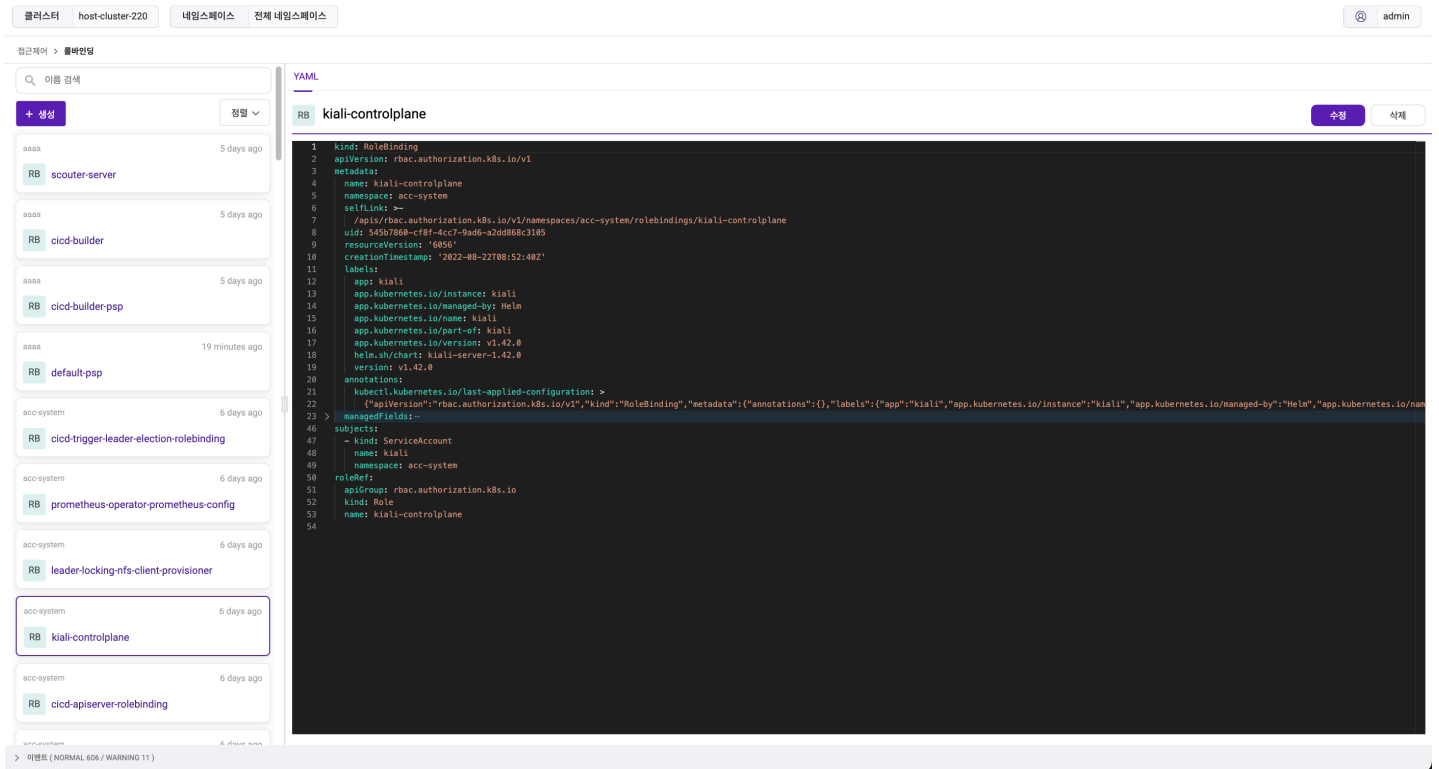 클러스터 host-cluster-220 네임스페이스 전체 네임스페이스 admin
접근제어 > 롤바인딩
이름 검색
+ 생성 정렬
aaaa 5 days ago
RB scouter-server
aaaa 5 days ago
RB cicd-builder
aaaa 5 days ago
RB cicd-builder-psp
aaaa 19 minutes ago
RB default-psp
acc-system 6 days ago
RB cicd-trigger-leader-election-rolebinding
acc-system 6 days ago
RB prometheus-operator-prometheus-config
acc-system 6 days ago
RB leader-locking-nfs-client-provisioner
acc-system 6 days ago
RB kiali-controlplane
acc-system 6 days ago
RB cicd-apiserver-rolebinding
acc-system 6 days ago
YAML
RB kiali-controlplane 수정 삭제
1 kind: RoleBinding
2 apiVersion: rbac.authorization.k8s.io/v1
3 metadata:
4 name: kiali-controlplane
5 namespace: acc-system
6 selfLink: >-
7 /apis/rbac.authorization.k8s.io/v1/namespaces/acc-system/rolebindings/kiali-controlplane
8 uid: 545b7860-cf8f-4cc7-9ad6-a2dd868c3105
9 resourceVersion: '6056'
10 creationTimestamp: '2022-08-22T08:52:40Z'
11 labels:
12 app: kiali
13 app.kubernetes.io/instance: kiali
14 app.kubernetes.io/managed-by: Helm
15 app.kubernetes.io/name: kiali
16 app.kubernetes.io/part-of: kiali
17 app.kubernetes.io/version: v1.42.0
18 helm.sh/chart: kiali-server-1.42.0
19 version: v1.42.0
20 annotations:
21 kubectl.kubernetes.io/last-applied-configuration: >
22 {"apiVersion":"rbac.authorization.k8s.io/v1","kind":"RoleBinding","metadata":{"annotations":{},"labels":{"app":"kiali","app.kubernetes.io/instance":"kiali","app.kubernetes.io/managed-by":"Helm","app.kubernetes.io/nam
23 > managedFields: …
46 subjects:
47 - kind: ServiceAccount
48 name: kiali
49 namespace: acc-system
50 roleRef:
51 apiGroup: rbac.authorization.k8s.io
52 kind: Role
53 name: kiali-controlplane
54
> 이벤트 ( NORMAL 606 / WARNING 11 )